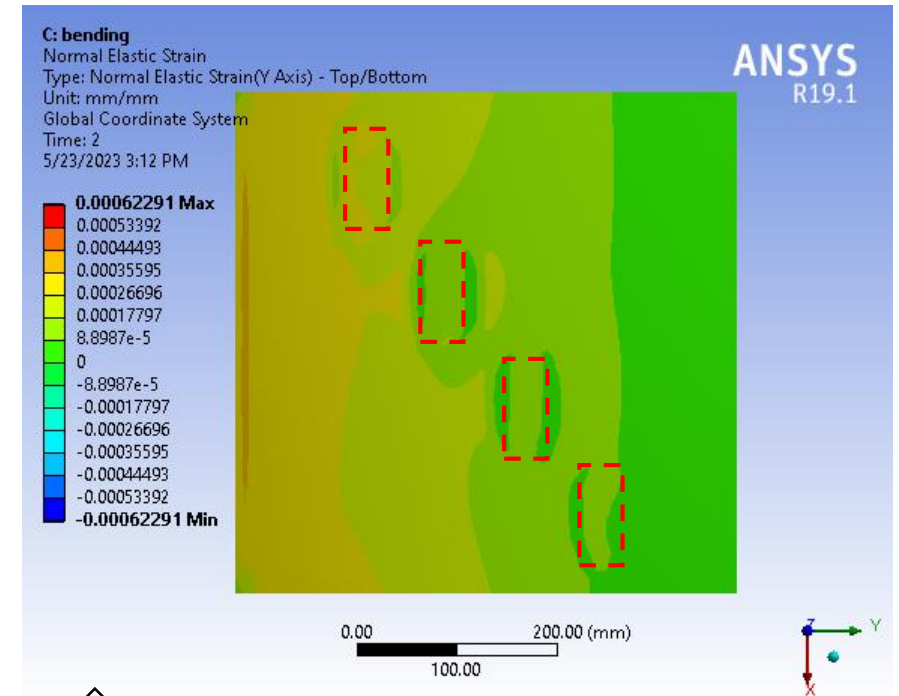 C: bending
Normal Elastic Strain
Type: Normal Elastic Strain(Y Axis) - Top/Bottom
Unit: mm/mm
Global Coordinate System
Time: 2
5/23/2023 3:12 PM
ANSYS
R19.1
0.00062291 Max
0.00053392
0.00044493
0.00035595
0.00026696
0.00017797
8.8987e-5
0
-8.8987e-5
-0.00017797
-0.00026696
-0.00035595
-0.00044493
-0.00053392
-0.00062291 Min
0.00
200.00 (mm)
100.00
Z
Y
X